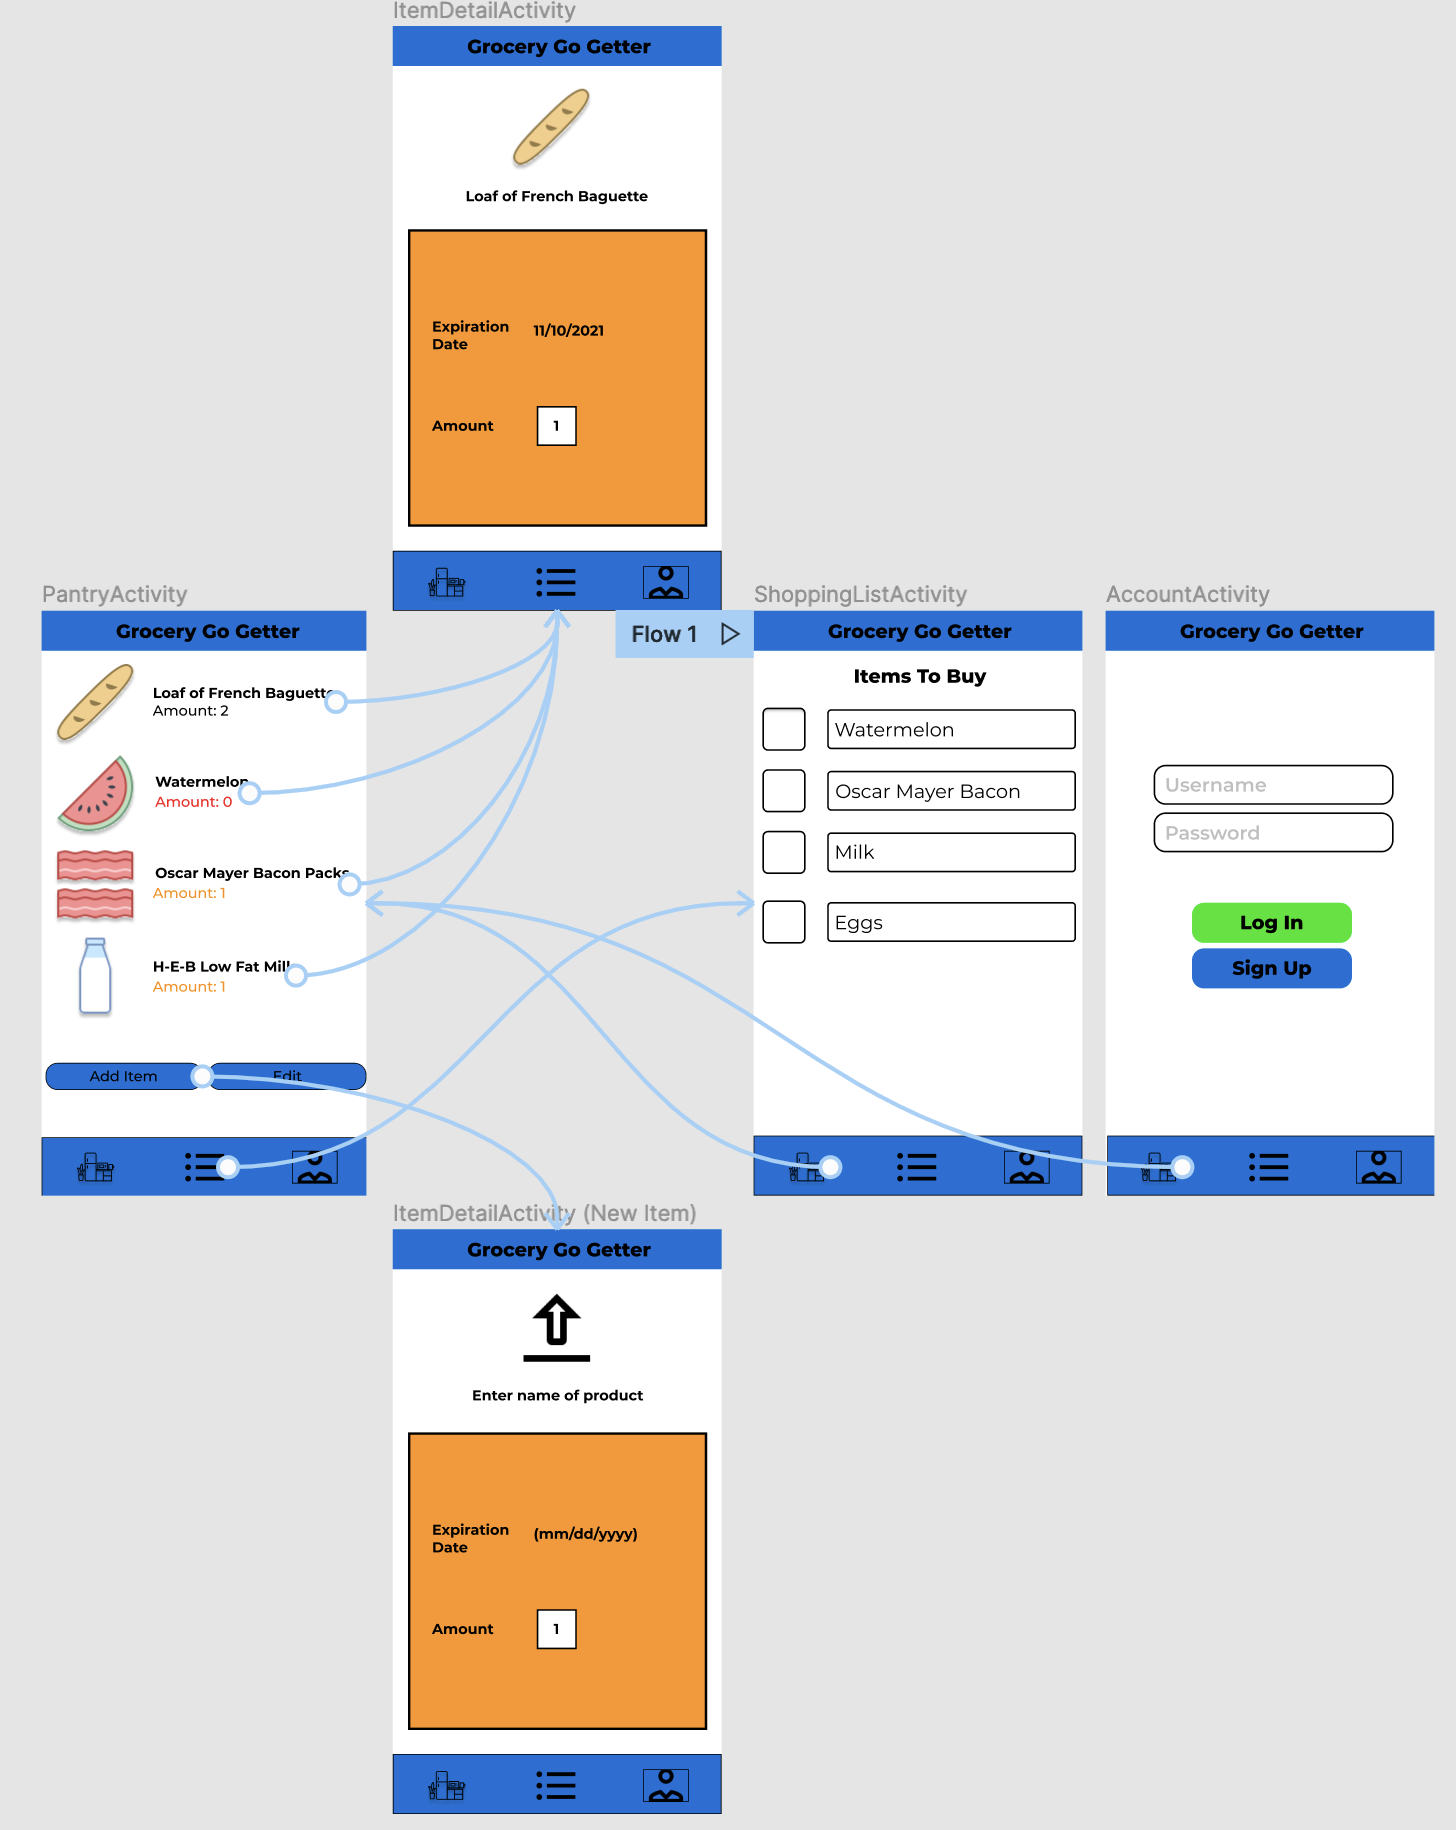 ItemDetailActivity
Grocery Go Getter
Loaf of French Baguette
Expiration
Date
11/10/2021
Amount
1
PantryActivity
Grocery Go Getter
Loaf of French Baguette
Amount: 2
Watermelon
Amount: 0
Oscar Mayer Bacon Packs
Amount: 1
H-E-B Low Fat Milk
Amount: 1
Add Item
Edit
Flow 1
ShoppingListActivity
Grocery Go Getter
Items To Buy
Watermelon
Oscar Mayer Bacon
Milk
Eggs
AccountActivity
Grocery Go Getter
Username
Password
Log In
Sign Up
ItemDetailActivity (New Item)
Grocery Go Getter
Enter name of product
Expiration
Date
(mm/dd/yyyy)
Amount
1